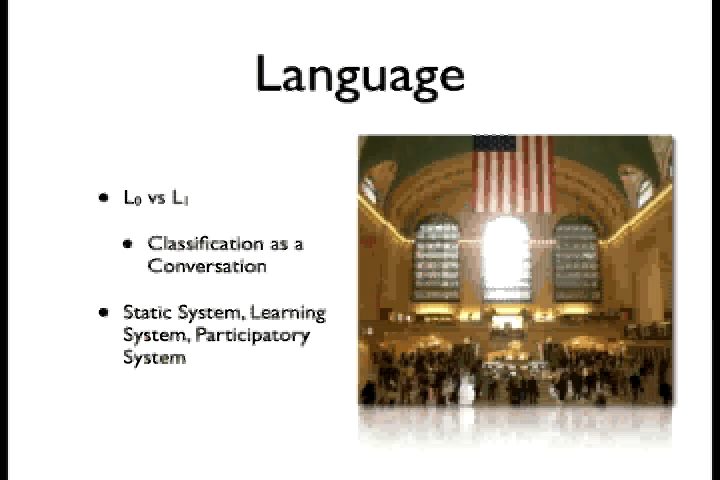 Language
• L₀ vs L₁
• Classification as a
Conversation
• Static System, Learning
System, Participatory
System